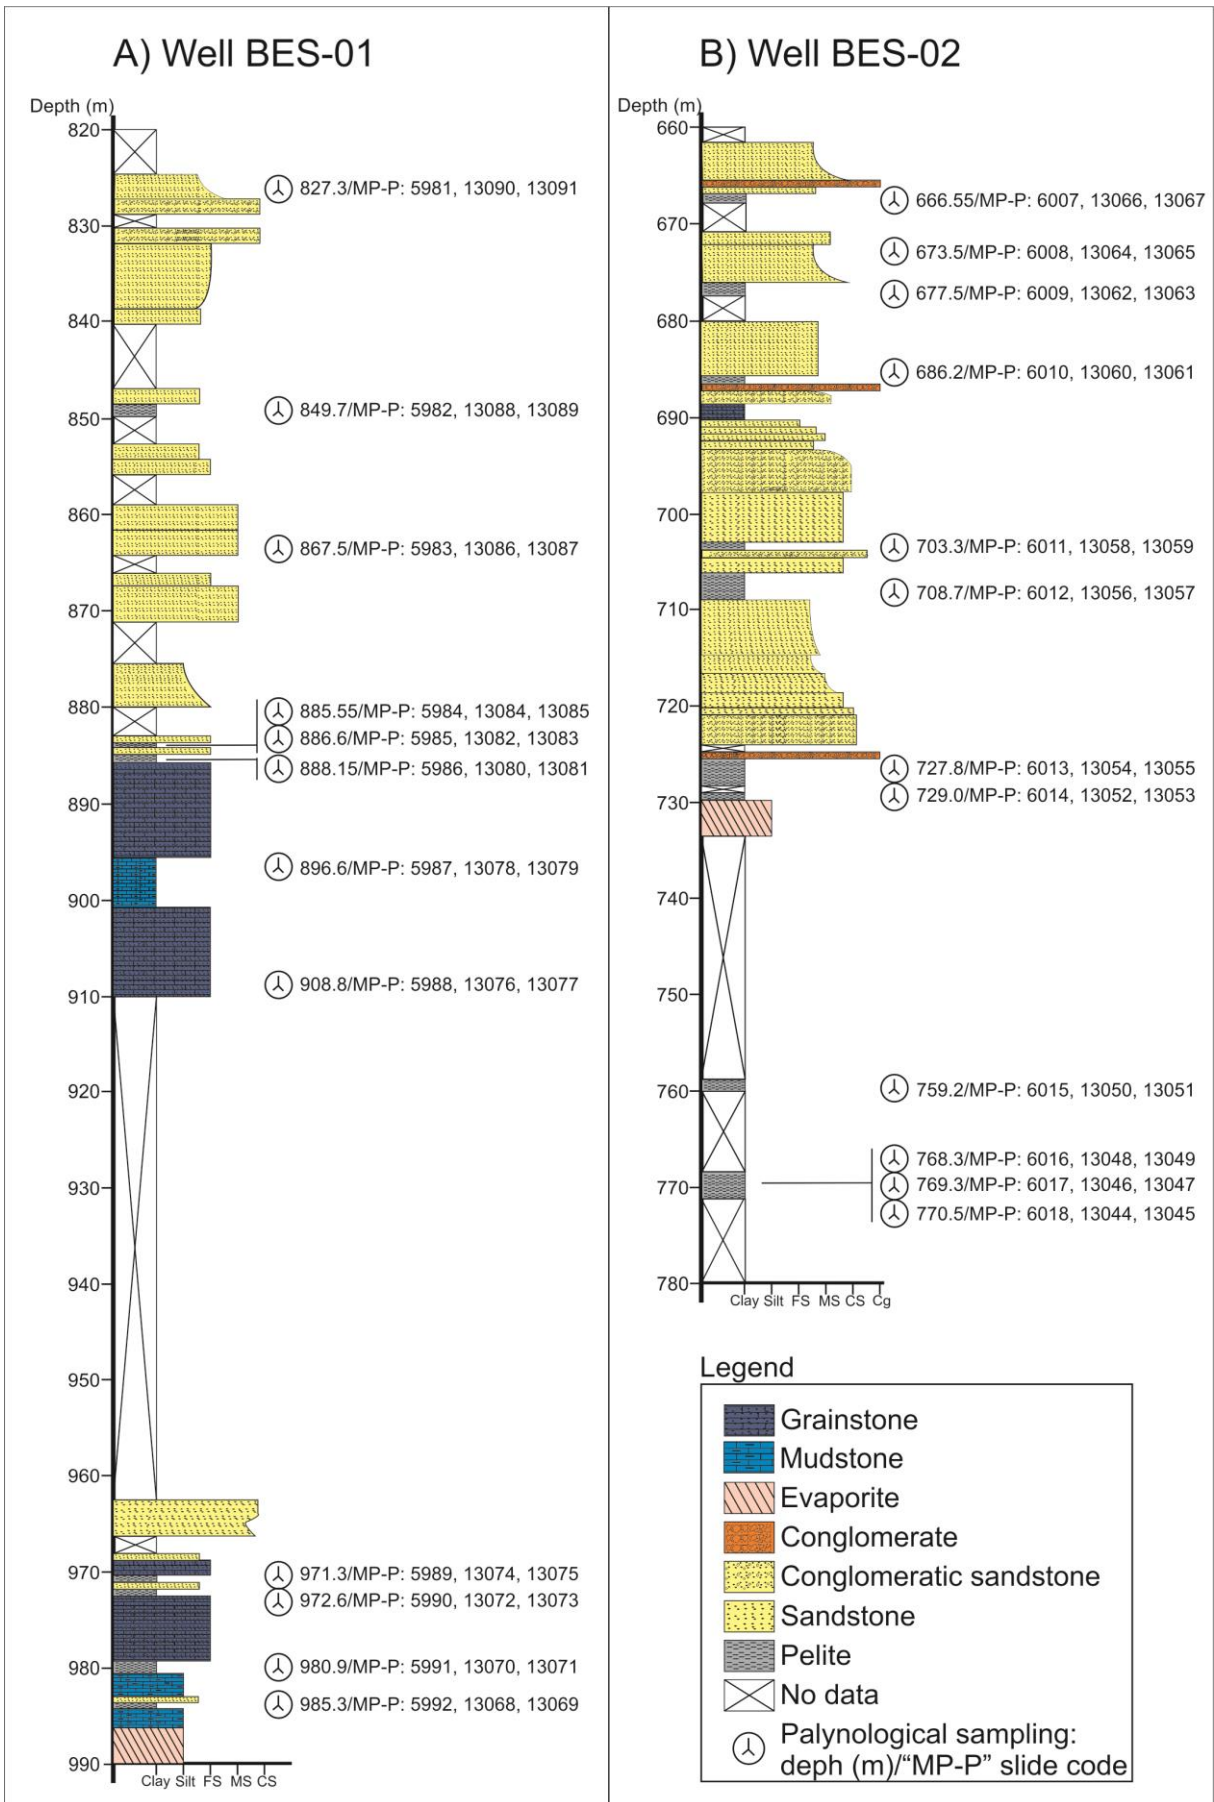 A) Well BES-01
Depth (m)
820
830
840
850
860
870
880
890
900
910
920
930
940
950
960
970
980
990
827.3/MP-P: 5981, 13090, 13091
849.7/MP-P: 5982, 13088, 13089
867.5/MP-P: 5983, 13086, 13087
885.55/MP-P: 5984, 13084, 13085
886.6/MP-P: 5985, 13082, 13083
888.15/MP-P: 5986, 13080, 13081
896.6/MP-P: 5987, 13078, 13079
908.8/MP-P: 5988, 13076, 13077
971.3/MP-P: 5989, 13074, 13075
972.6/MP-P: 5990, 13072, 13073
980.9/MP-P: 5991, 13070, 13071
985.3/MP-P: 5992, 13068, 13069
Clay Silt FS MS CS
B) Well BES-02
660
670
680
690
700
710
720
730
740
750
760
770
780
666.55/MP-P: 6007, 13066, 13067
673.5/MP-P: 6008, 13064, 13065
677.5/MP-P: 6009, 13062, 13063
686.2/MP-P: 6010, 13060, 13061
703.3/MP-P: 6011, 13058, 13059
708.7/MP-P: 6012, 13056, 13057
727.8/MP-P: 6013, 13054, 13055
729.0/MP-P: 6014, 13052, 13053
759.2/MP-P: 6015, 13050, 13051
768.3/MP-P: 6016, 13048, 13049
769.3/MP-P: 6017, 13046, 13047
770.5/MP-P: 6018, 13044, 13045
Clay Silt FS MS CS Cg
Legend
Grainstone
Mudstone
Evaporite
Conglomerate
Conglomeratic sandstone
Sandstone
Pelite
No data
Palynological sampling:
deph (m)/“MP-P” slide code